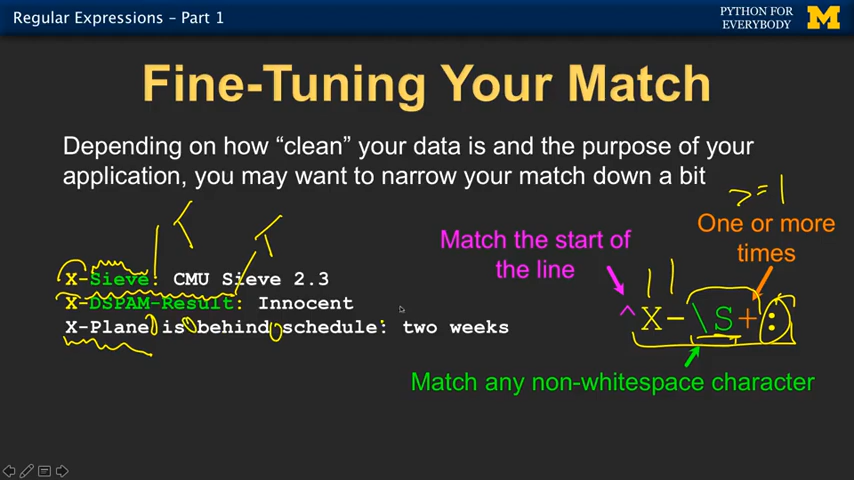 Regular Expressions – Part 1
PYTHON FOR
EVERYBODY
M
Fine-Tuning Your Match
Depending on how “clean” your data is and the purpose of your
application, you may want to narrow your match down a bit
>=1
T
T
Match the start of
the line
One or more
times
X-Sieve: CMU Sieve 2.3
X-DSPAM-Result: Innocent
X-Plane is behind schedule: two weeks
^X-\S+:
Match any non-whitespace character